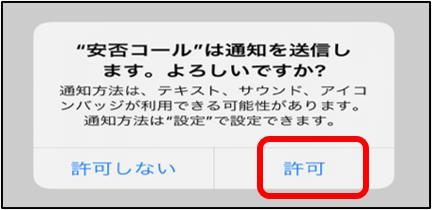 “安否コール”は通知を送信し
ます。よろしいですか?
通知方法は、テキスト、サウンド、アイコ
ンバッジが利用できる可能性があります。
通知方法は“設定”で設定できます。
許可しない
許可